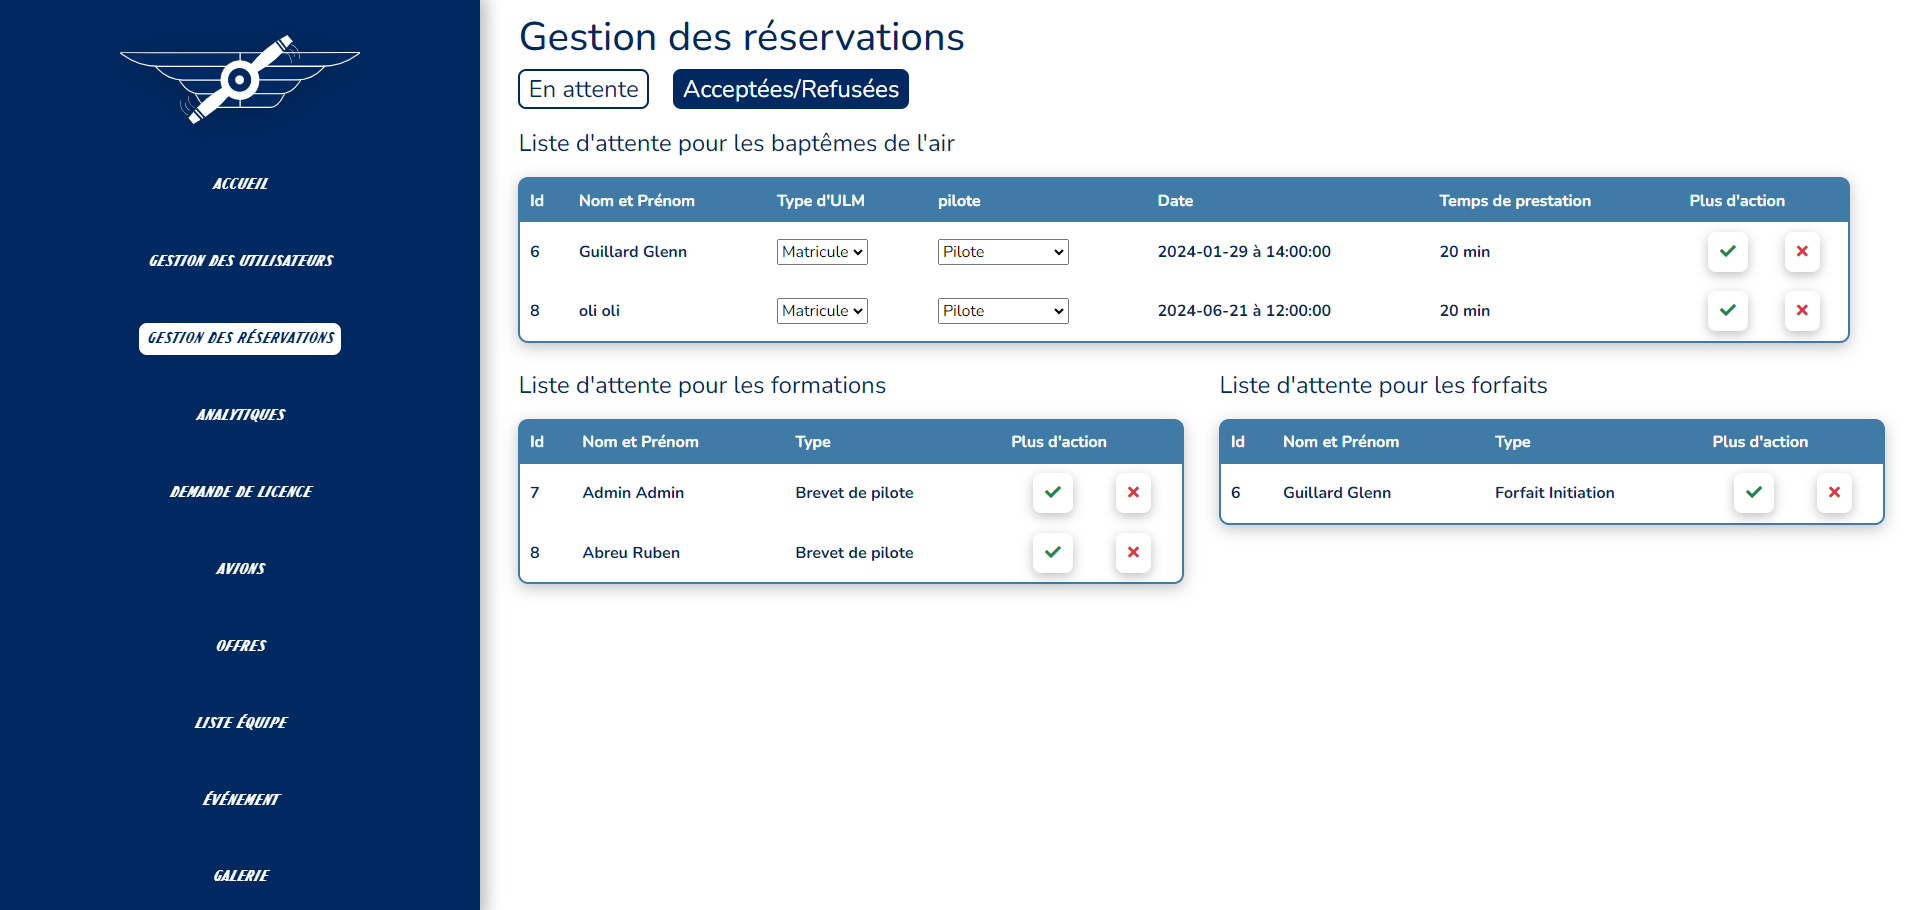 ACCUEIL
GESTION DES UTILISATEURS
GESTION DES RÉSERVATIONS
ANALYTIQUES
DEMANDE DE LICENCE
AVIONS
OFFRES
LISTE ÉQUIPE
ÉVÉNEMENT
GALERIE
Gestion des réservations
En attente Acceptées/Refusées
Liste d'attente pour les baptêmes de l'air
Id Nom et Prénom Type d'ULM pilote Date Temps de prestation Plus d'action
6 Guillard Glenn Matricule Pilote 2024-01-29 à 14:00:00 20 min
8 oli oli Matricule Pilote 2024-06-21 à 12:00:00 20 min
Liste d'attente pour les formations
Id Nom et Prénom Type Plus d'action
7 Admin Admin Brevet de pilote
8 Abreu Ruben Brevet de pilote
Liste d'attente pour les forfaits
Id Nom et Prénom Type Plus d'action
6 Guillard Glenn Forfait Initiation